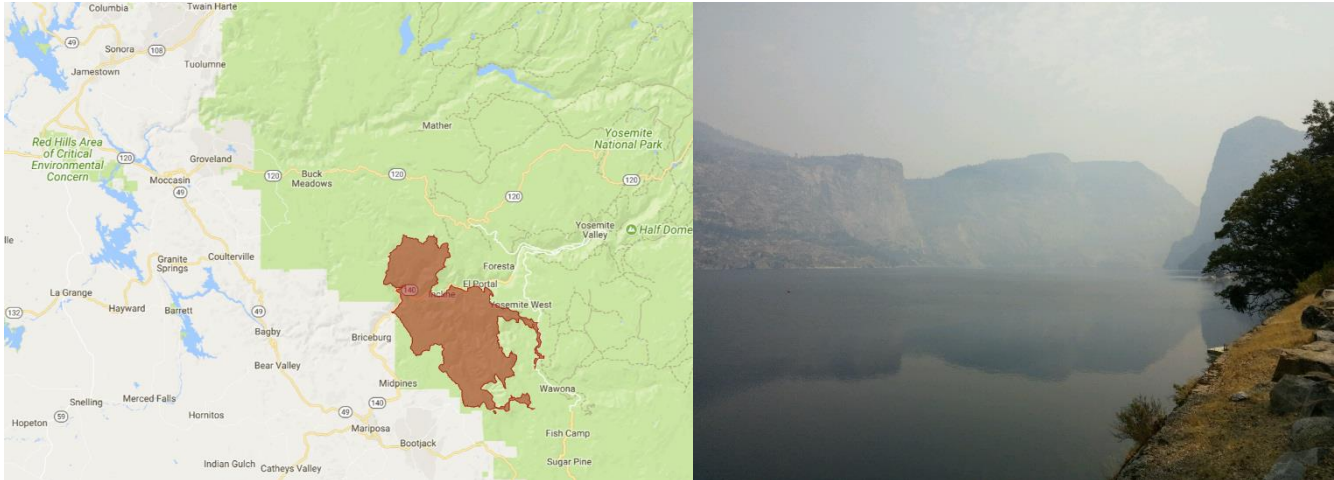 Columbia
Twain Harte
49
Sonora
108
Jamestown
Tuolumne
Mather
Red Hills Area
of Critical
Environmental
Concern
120
Groveland
Yosemite
National Park
Moccasin
49
120
Buck
Meadows
120
120
120
Yosemite
Valley
Half Dome
lle
Granite
Springs
Coulterville
Foresta
El Portal
La Grange
140
Incline
Yosemite West
132
Hayward
Barrett
49
Bagby
Briceburg
Bear Valley
Midpines
Wawona
Snelling
Merced Falls
140
59
Hopeton
Hornitos
49
Mariposa
Bootjack
Fish Camp
Indian Gulch
Catheys Valley
Sugar Pine